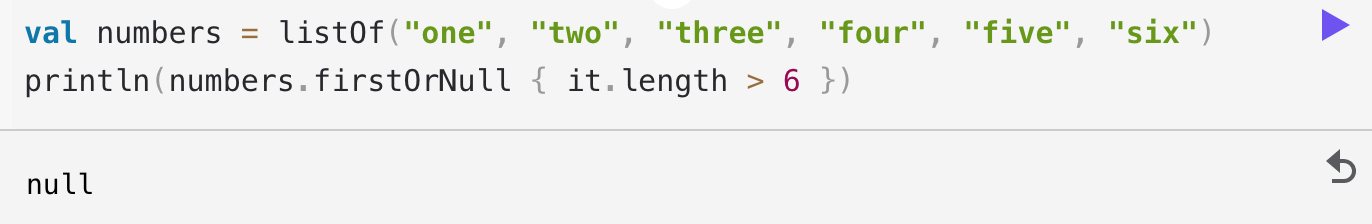 val numbers = listOf("one", "two", "three", "four", "five", "six")
println(numbers.firstOrNull { it.length > 6 })
null